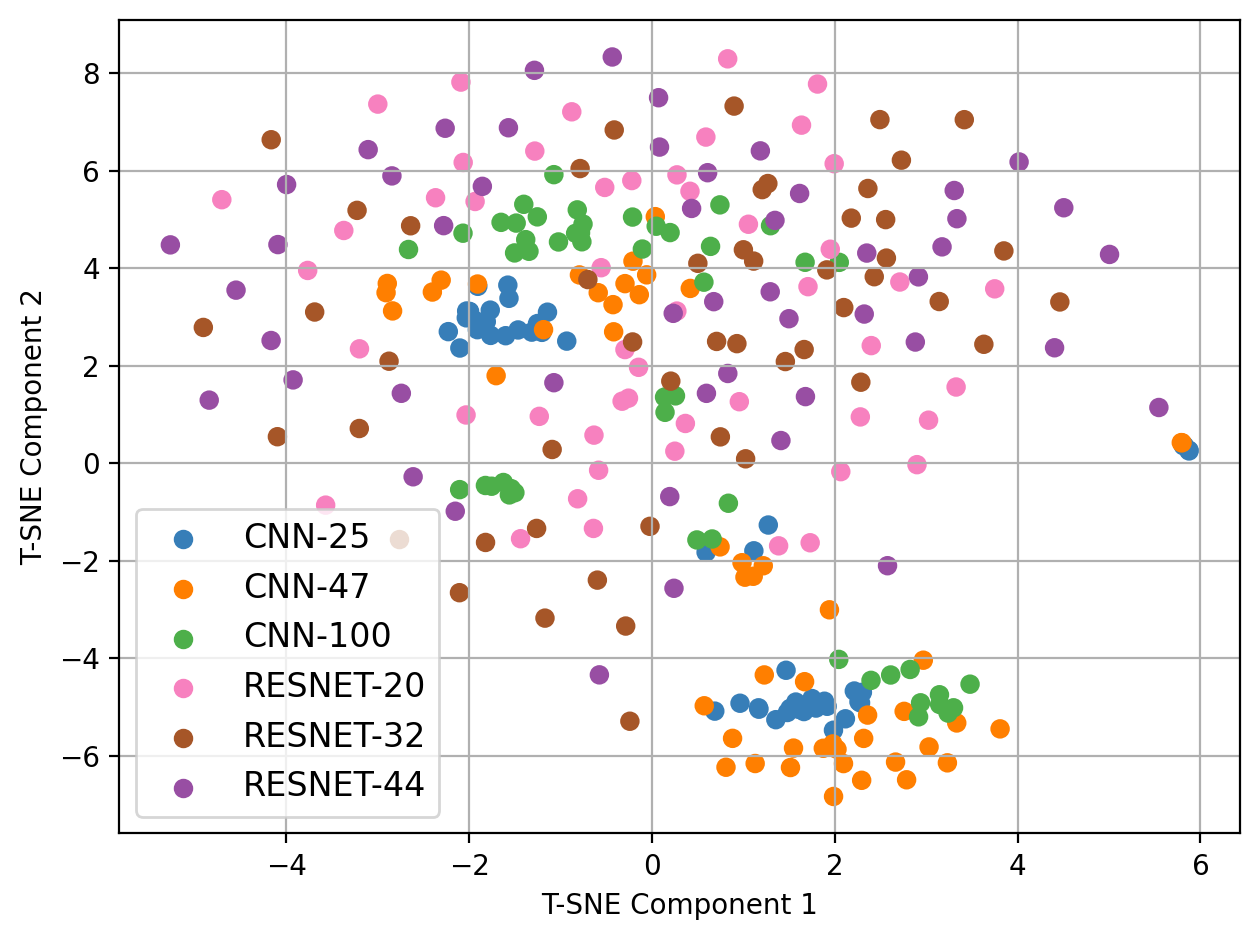 8
6
4
2
0
−2
−4
−6
T-SNE Component 2
CNN-25
CNN-47
CNN-100
RESNET-20
RESNET-32
RESNET-44
−4 −2 0 2 4 6
T-SNE Component 1